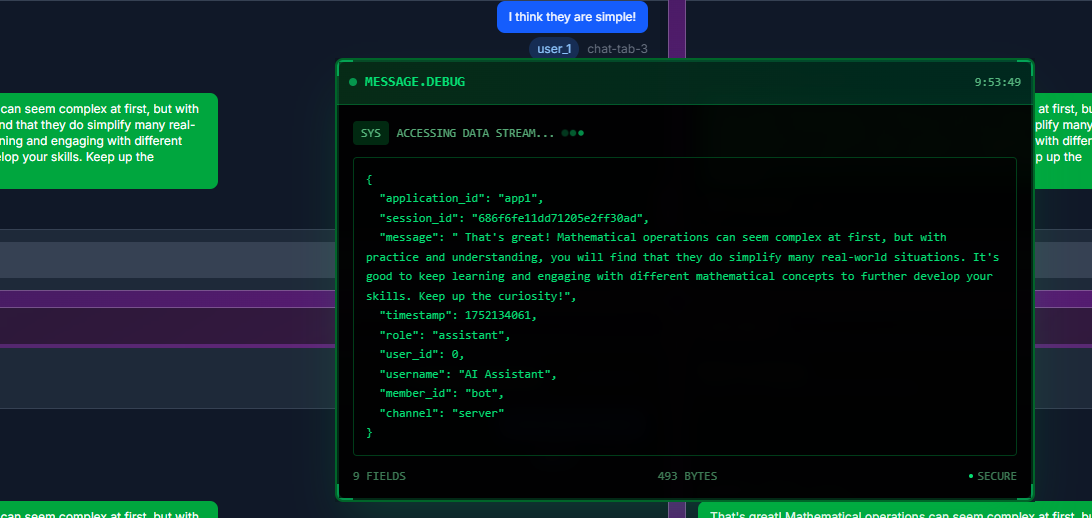 I think they are simple!
user_1 chat-tab-3
MESSAGE.DEBUG 9:53:49
can seem complex at first, but with
nd that they do simplify many real-
ning and engaging with different
lop your skills. Keep up the
at first, bu
plify many
with differ
p up the
SYS ACCESSING DATA STREAM...
{
"application_id": "app1",
"session_id": "686f6fe11dd71205e2ff30ad",
"message": " That's great! Mathematical operations can seem complex at first, but with
practice and understanding, you will find that they do simplify many real-world situations. It's
good to keep learning and engaging with different mathematical concepts to further develop your
skills. Keep up the curiosity!",
"timestamp": 1752134061,
"role": "assistant",
"user_id": 0,
"username": "AI Assistant",
"member_id": "bot",
"channel": "server"
}
9 FIELDS 493 BYTES SECURE
can seem complex at first, but with
That's great! Mathematical operations can seem complex at first, bu